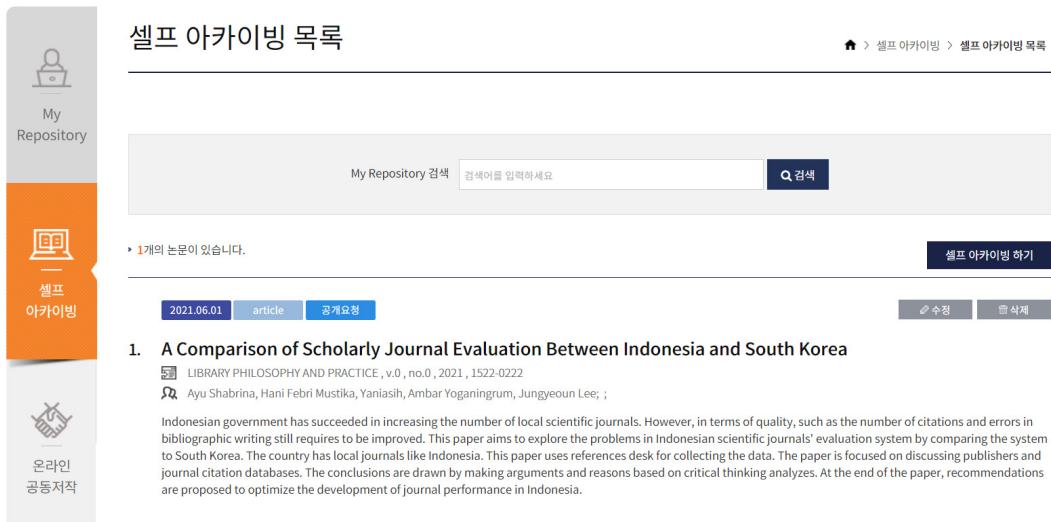 셀프 아카이빙 목록
> 셀프 아카이빙 > 셀프 아카이빙 목록
My
Repository
My Repository 검색 검색어를 입력하세요 검색
1개의 논문이 있습니다.
셀프 아카이빙 하기
셀프
아카이빙
2021.06.01 article 공개요청 수정 삭제
1. A Comparison of Scholarly Journal Evaluation Between Indonesia and South Korea
LIBRARY PHILOSOPHY AND PRACTICE , v.0 , no.0 , 2021 , 1522-0222
Ayu Shabrina, Hani Febri Mustika, Yaniasih, Ambar Yoganingrum, Jungyeoun Lee; ;
Indonesian government has succeeded in increasing the number of local scientific journals. However, in terms of quality, such as the number of citations and errors in
bibliographic writing still requires to be improved. This paper aims to explore the problems in Indonesian scientific journals' evaluation system by comparing the system
to South Korea. The country has local journals like Indonesia. This paper uses references desk for collecting the data. The paper is focused on discussing publishers and
journal citation databases. The conclusions are drawn by making arguments and reasons based on critical thinking analyzes. At the end of the paper, recommendations
are proposed to optimize the development of journal performance in Indonesia.
온라인
공동저작